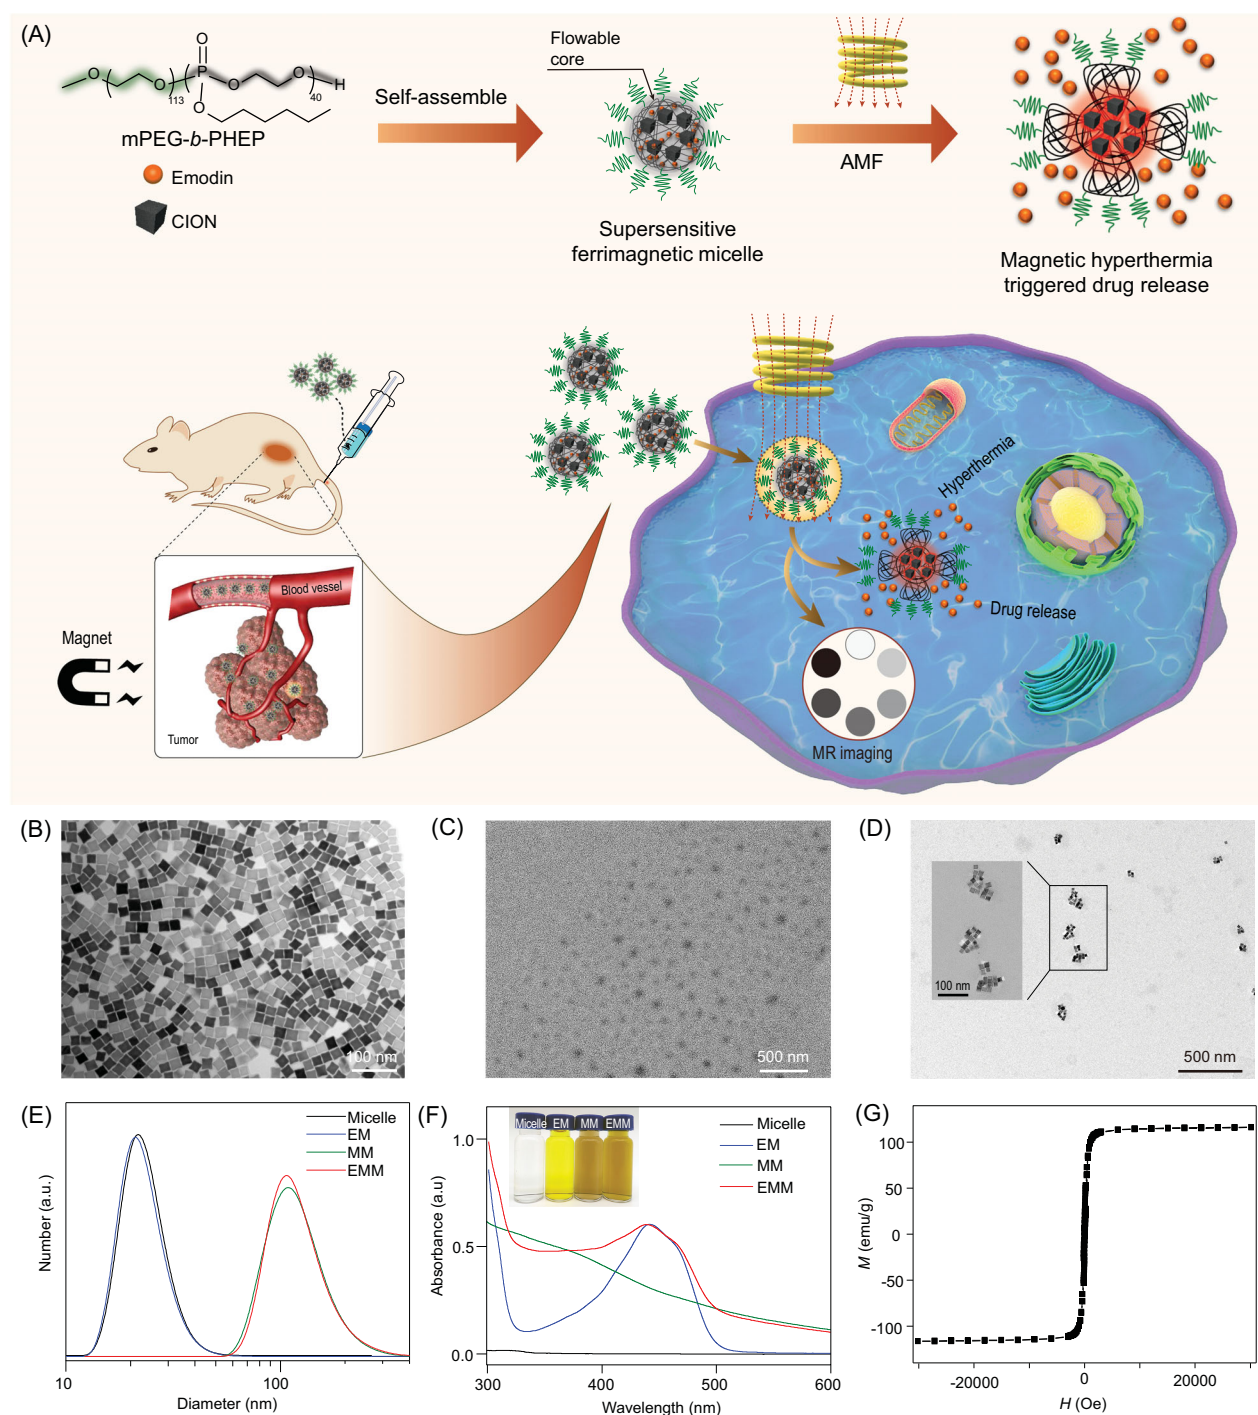 (A)
O
O
O
P
O
O
H
113
40
O
mPEG-b-PHEP
Emodin
CION
Self-assemble
Flowable
core
Supersensitive
ferrimagnetic micelle
AMF
Magnetic hyperthermia
triggered drug release
Blood vessel
Magnet
Tumor
Hyperthermia
Drug release
MR imaging
(B)
100 nm
(C)
500 nm
(D)
100 nm
500 nm
(E)
Micelle
EM
MM
EMM
Number (a.u.)
10
100
Diameter (nm)
(F)
Micelle EM MM EMM
Micelle
EM
MM
EMM
1.0
0.5
0.0
Absorbance (a.u)
300
400
500
600
Wavelength (nm)
(G)
100
50
0
-50
-100
M (emu/g)
-20000
0
20000
H (Oe)